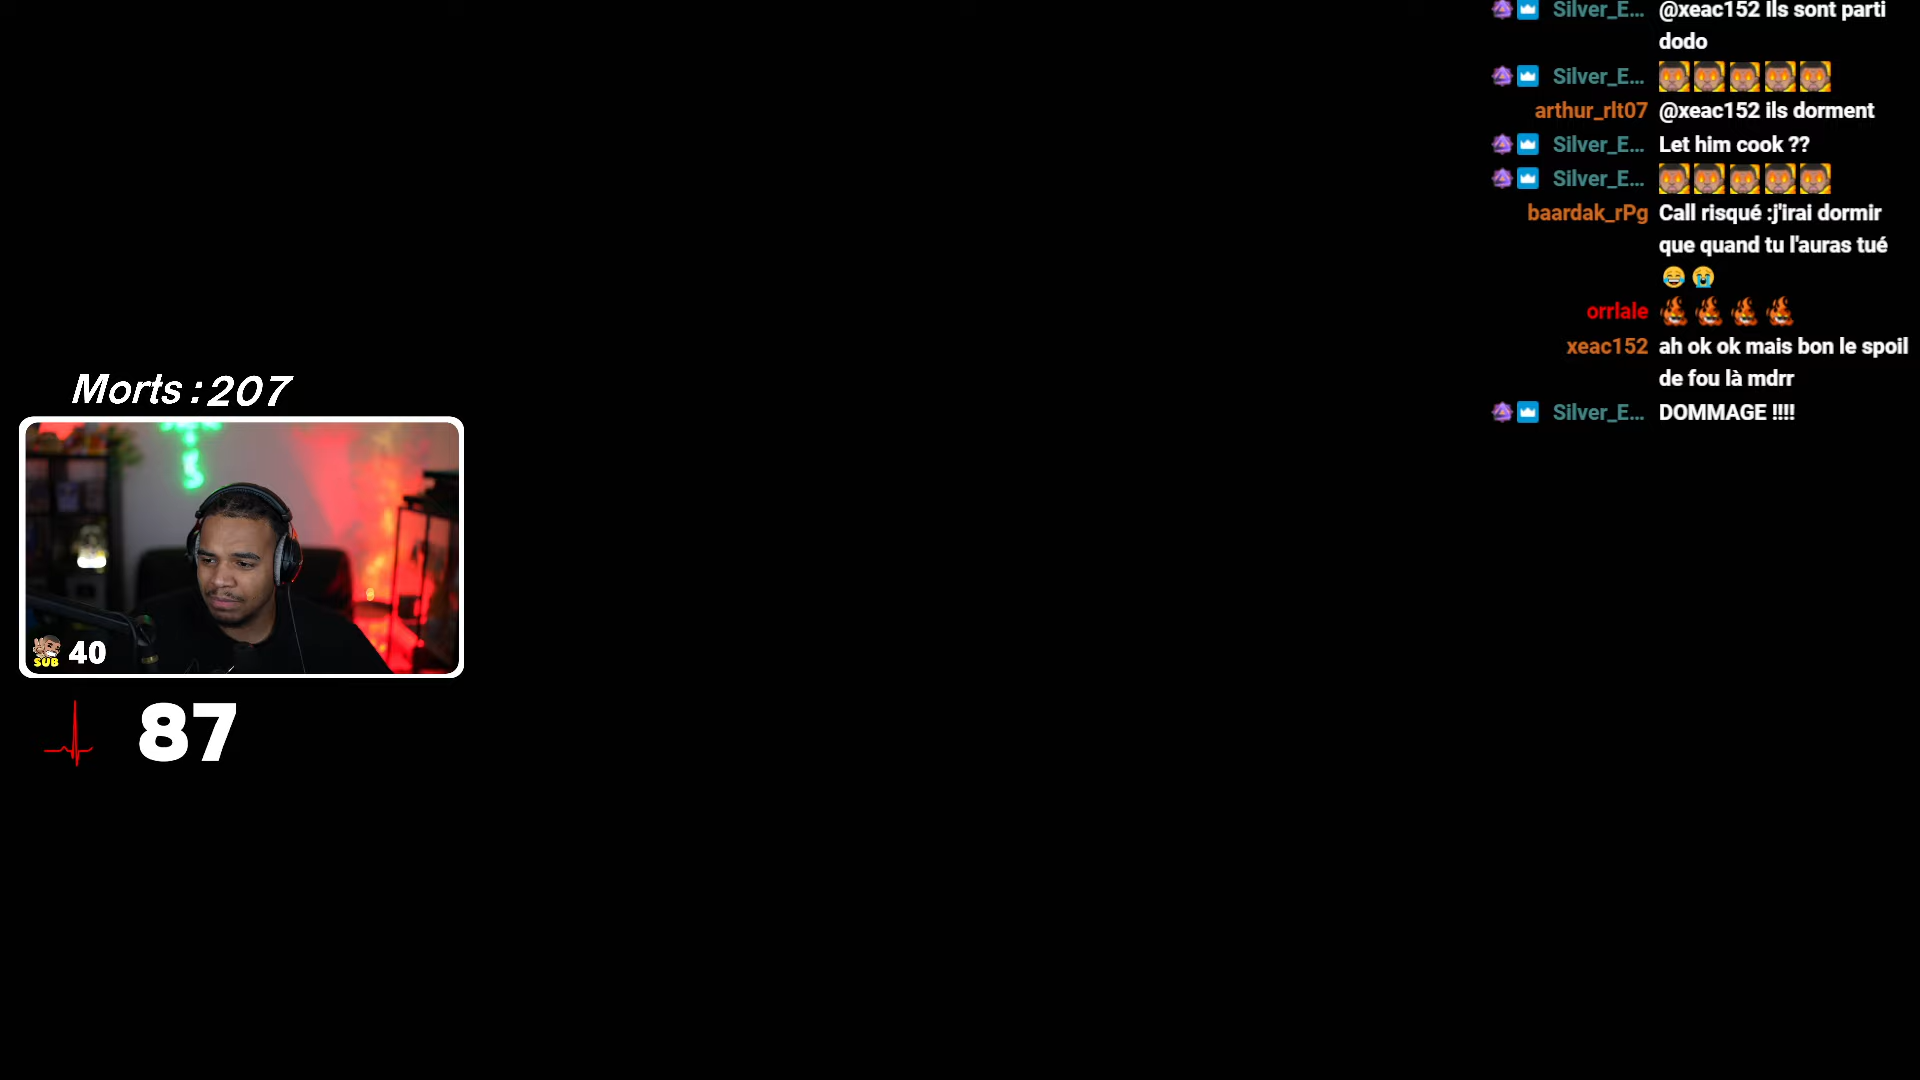 Silver_E... @xeac152 Ils sont parti
dodo
Silver_E...
arthur_rlt07 @xeac152 ils dorment
Silver_E... Let him cook ??
Silver_E...
baardak_rPg Call risqué :j'irai dormir
que quand tu l'auras tué
orrlale
xeac152 ah ok ok mais bon le spoil
de fou là mdrr
Silver_E... DOMMAGE !!!!
Morts : 207
SUB 40
87